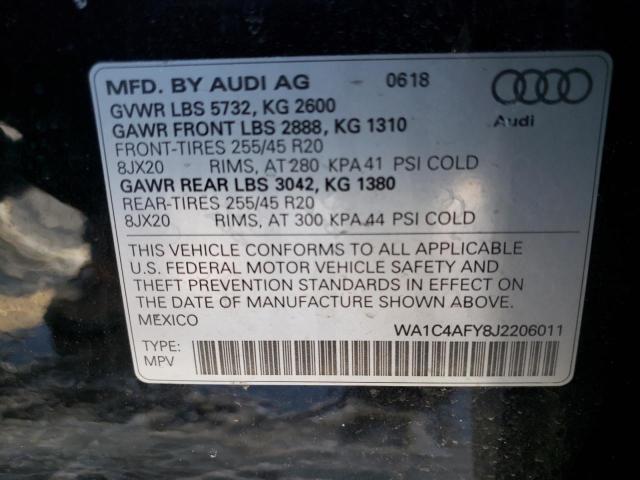 MFD. BY AUDI AG 0618
GVWR LBS 5732, KG 2600
GAWR FRONT LBS 2888, KG 1310
FRONT-TIRES 255/45 R20
8JX20 RIMS, AT 280 KPA 41 PSI COLD
GAWR REAR LBS 3042, KG 1380
REAR-TIRES 255/45 R20
8JX20 RIMS, AT 300 KPA 44 PSI COLD
Audi
THIS VEHICLE CONFORMS TO ALL APPLICABLE
U.S. FEDERAL MOTOR VEHICLE SAFETY AND
THEFT PREVENTION STANDARDS IN EFFECT ON
THE DATE OF MANUFACTURE SHOWN ABOVE.
MEXICO
WA1C4AFY8J2206011
TYPE:
MPV